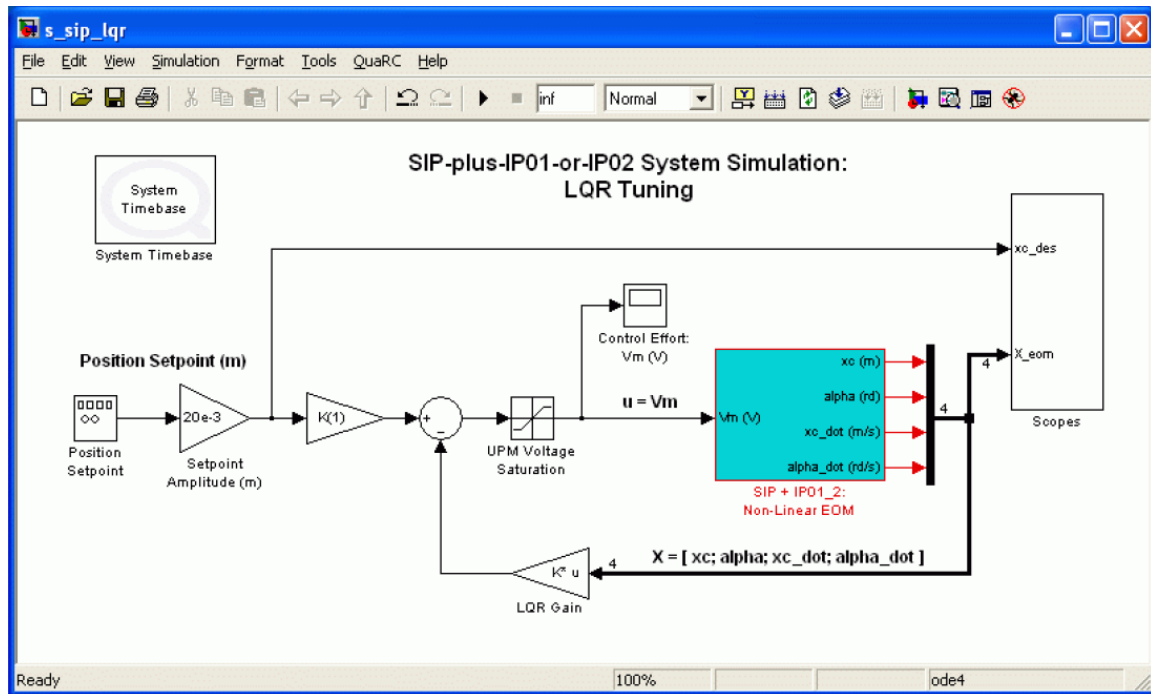 s_sip_lqr
File Edit View Simulation Format Tools QuaRC Help
inf Normal
SIP-plus-IP01-or-IP02 System Simulation:
LQR Tuning
System
Timebase
System Timebase
xc_des
X_eom
4
Scopes
Control Effort:
Vm (V)
Position Setpoint (m)
Position
Setpoint
20e-3
Setpoint
Amplitude (m)
K(1)
+
-
UPM Voltage
Saturation
u = Vm
Vm (V)
xc (m)
alpha (rd)
xc_dot (m/s)
alpha_dot (rd/s)
4
SIP + IP01_2:
Non-Linear EOM
X = [ xc; alpha; xc_dot; alpha_dot ]
4
K* u
LQR Gain
Ready 100% ode4